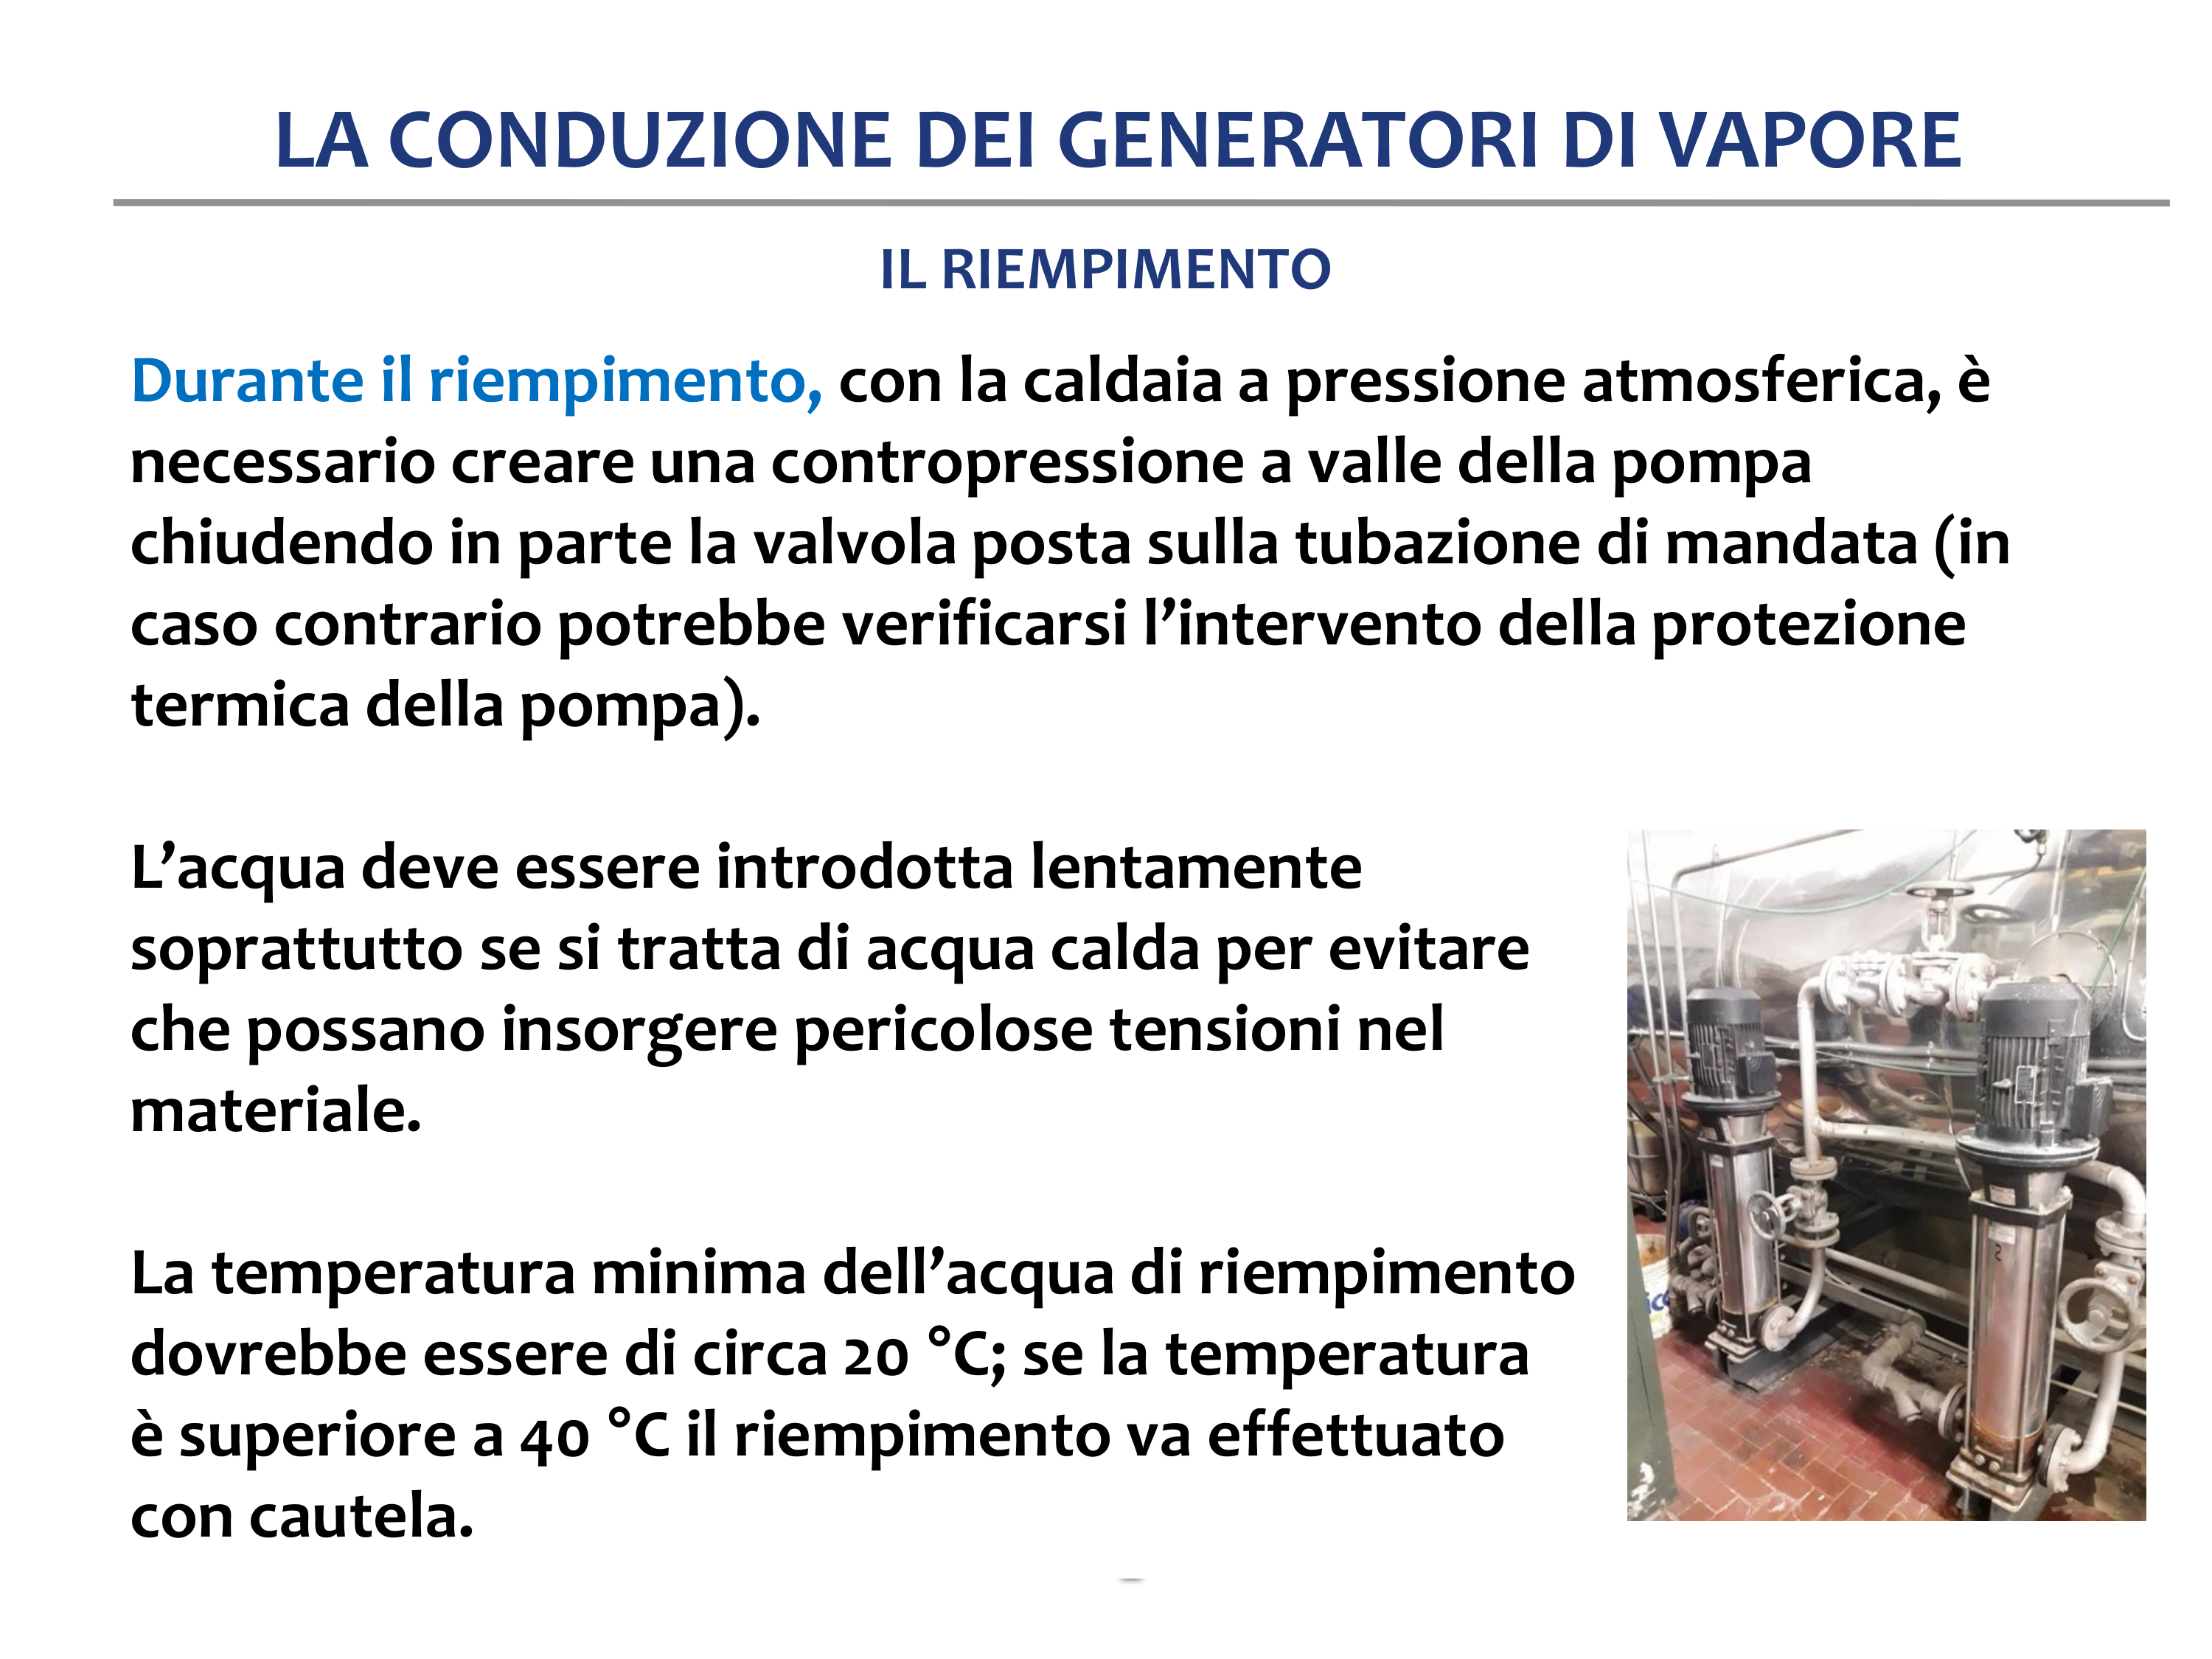 LA CONDUZIONE DEI GENERATORI DI VAPORE
IL RIEMPIMENTO
Durante il riempimento, con la caldaia a pressione atmosferica, è
necessario creare una contropressione a valle della pompa
chiudendo in parte la valvola posta sulla tubazione di mandata (in
caso contrario potrebbe verificarsi l’intervento della protezione
termica della pompa).
L’acqua deve essere introdotta lentamente
soprattutto se si tratta di acqua calda per evitare
che possano insorgere pericolose tensioni nel
materiale.
La temperatura minima dell’acqua di riempimento
dovrebbe essere di circa 20 °C; se la temperatura
è superiore a 40 °C il riempimento va effettuato
con cautela.
2